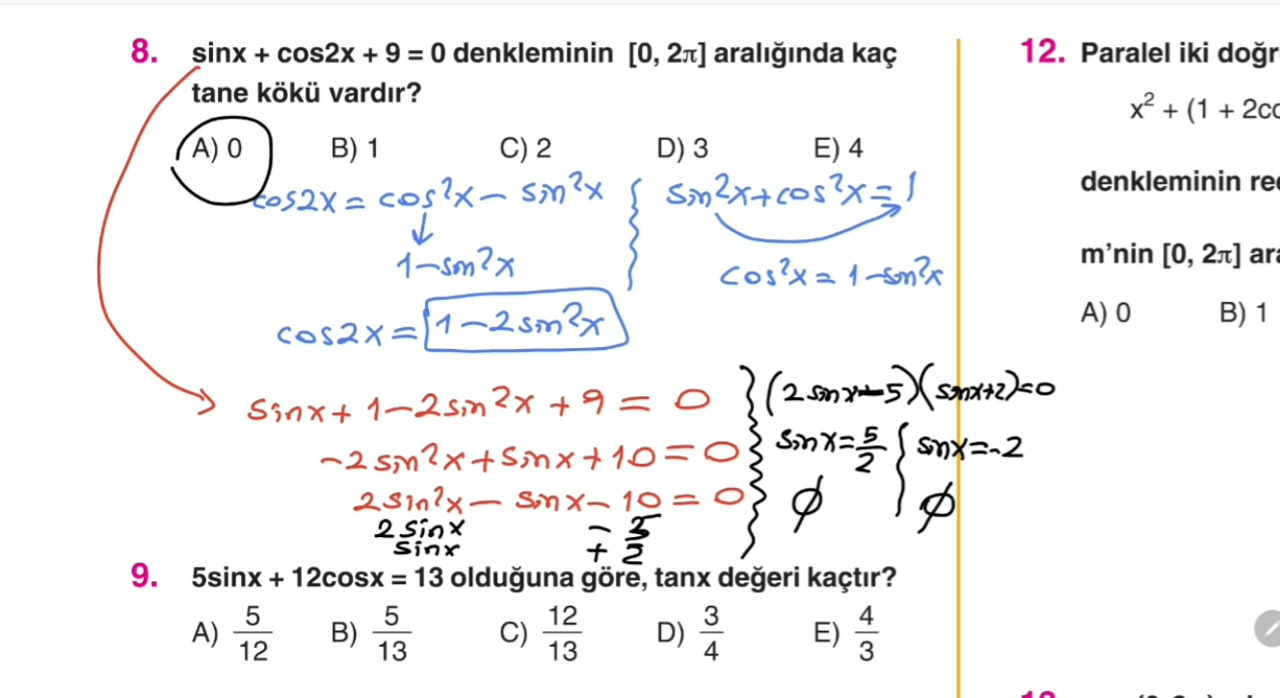 8. sinx + cos2x + 9 = 0 denkleminin [0, 2π] aralığında kaç
tane kökü vardır?
A) 0 B) 1 C) 2 D) 3 E) 4
cos2x = cos²x - sin²x
1-sin²x
cos2x = 1-2sin²x
sin²x+cos²x=1
cos²x = 1-sin²x
sinx + 1-2sin²x + 9 = 0
-2sin²x+sinx+10=0
2sin²x - sinx - 10 = 0
2sinx - 5
sinx + 2
(2sinx-5)(sinx+2)=0
sinx=5/2 sinx=-2
∅ ∅
9. 5sinx + 12cosx = 13 olduğuna göre, tanx değeri kaçtır?
A) 5/12 B) 5/13 C) 12/13 D) 3/4 E) 4/3
12. Paralel iki doğr
x² + (1 + 2co
denkleminin re
m'nin [0, 2π] ar
A) 0 B) 1